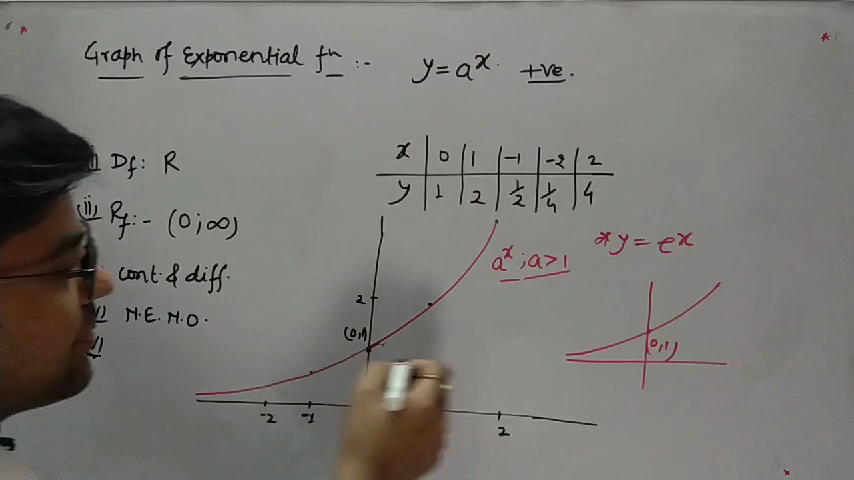 Graph of Exponential fn :-
y = a^x +ve.
i) Df: R
(ii) Rf:- (0; ∞)
cont. & diff.
N.E.N.O.
x | 0 | 1 | -1 | -2 | 2
y | 1 | 2 | 1/2 | 1/4 | 4
a^x ; a > 1
* y = e^x
2
(0,1)
-2 -1 2
(0,1)